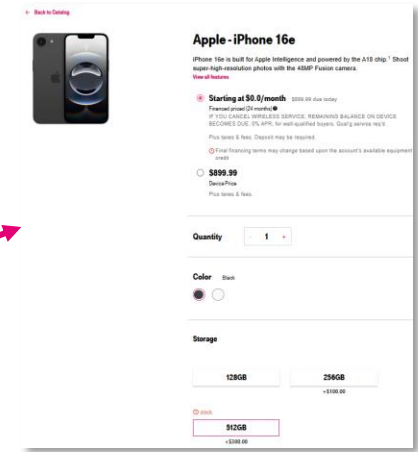 ← Back to Catalog
Apple - iPhone 16e
iPhone 16e is built for Apple Intelligence and powered by the A18 chip.¹ Shoot
super-high-resolution photos with the 48MP Fusion camera.
View all features
Starting at $0.0/month $899.99 due today
Financed priced (24 months)
IF YOU CANCEL WIRELESS SERVICE, REMAINING BALANCE ON DEVICE
BECOMES DUE. 0% APR, for well-qualified buyers. Qual'g service req'd.
Plus taxes & fees. Deposit may be required.
Final financing terms may change based upon the account's available equipment
credit
$899.99
Device Price
Plus taxes & fees.
Quantity - 1 +
Color Black
Storage
128GB 256GB
+$100.00
stock
512GB
+$300.00